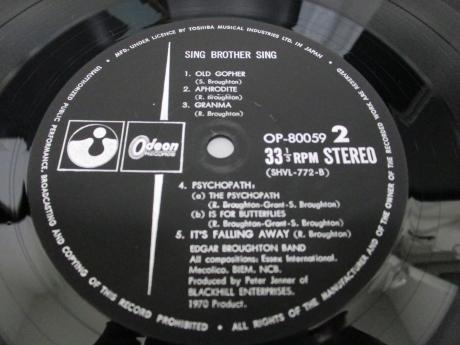 MFD. UNDER LICENCE BY TOSHIBA MUSICAL INDUSTRIES LTD. IN JAPAN •
SING BROTHER SING
1. OLD GOPHER
(S. Broughton)
2. APHRODITE
(R. Broughton)
3. GRANMA
(R. Broughton)
Odeon
RECORDS
OP-80059 2
33 1/3 RPM STEREO
(SHVL-772-B)
4. PSYCHOPATH:
(a) THE PSYCHOPATH
(R. Broughton-Grant-S. Broughton)
(b) IS FOR BUTTERFLIES
(R. Broughton-Grant-S. Broughton)
5. IT'S FALLING AWAY (R. Broughton)
EDGAR BROUGHTON BAND
All compositions: Essex International.
Mecolico. BIEM. NCB.
Produced by Peter Jenner of
BLACKHILL ENTERPRISES.
1970 Product.
UNAUTHORIZED PUBLIC PERFORMANCE, BROADCASTING AND COPYING OF THIS RECORD PROHIBITED • ALL RIGHTS OF THE MANUFACTURER AND OF THE OWNER OF THE RECORDED WORK ARE RESERVED